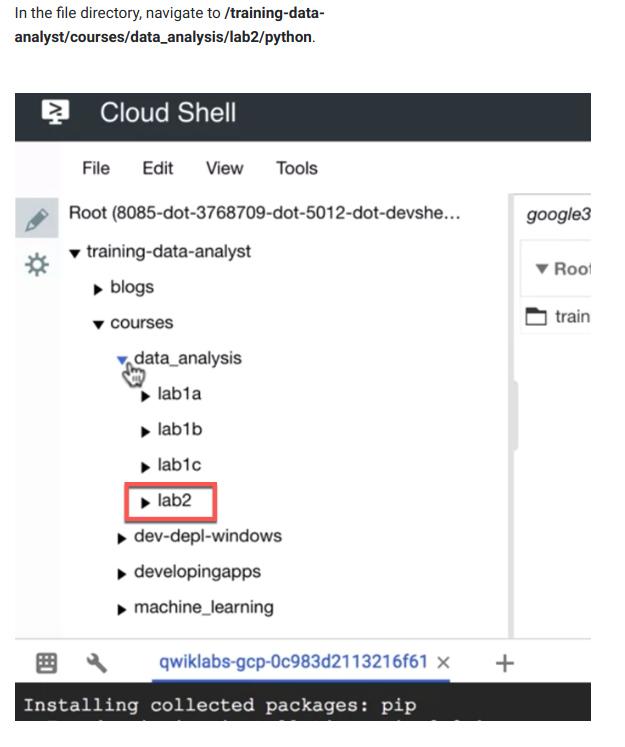 In the file directory, navigate to /training-data-
analyst/courses/data_analysis/lab2/python.
Cloud Shell
File Edit View Tools
Root (8085-dot-3768709-dot-5012-dot-devshe...
training-data-analyst
blogs
courses
data_analysis
lab1a
lab1b
lab1c
lab2
dev-depl-windows
developingapps
machine_learning
google3
Root
train
qwiklabs-gcp-0c983d2113216f61 ×
Installing collected packages: pip